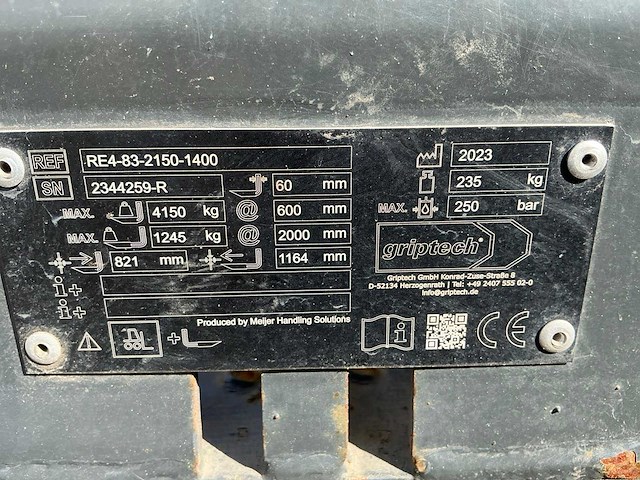 REF RE4-83-2150-1400
SN 2344259-R 60 mm
MAX. 4150 kg @ 600 mm
MAX. 1245 kg @ 2000 mm
821 mm 1164 mm
i+
i+
Produced by Meijer Handling Solutions
2023
235 kg
MAX. 250 bar
griptech
Griptech GmbH Konrad-Zuse-Straßa 8
D-52134 Herzogenrath | Tel: +49 2407 555 02-0
info@griptech.de
+
i
CE